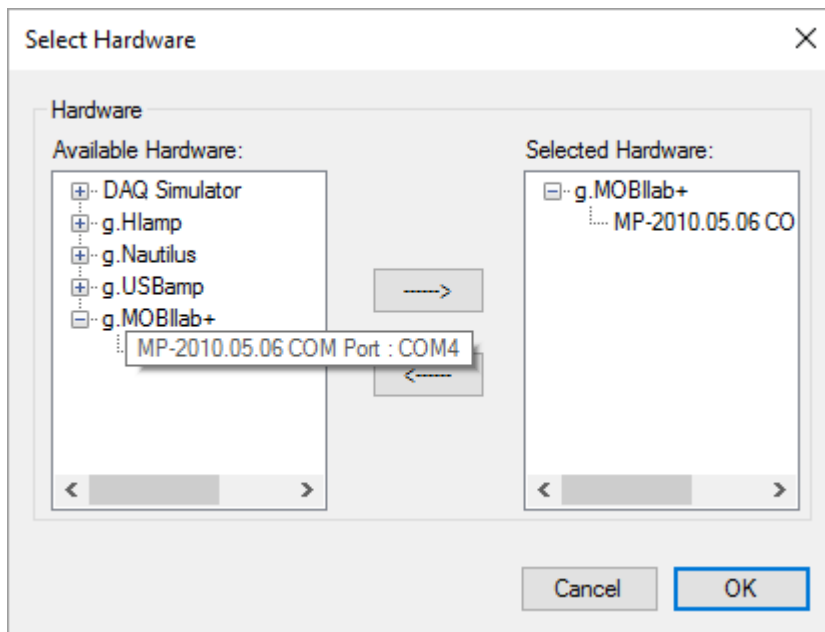 Select Hardware
Hardware
Available Hardware:
DAQ Simulator
g.HIamp
g.Nautilus
g.USBamp
g.MOBIlab+
MP-2010.05.06 COM Port : COM4
------>
<------
Selected Hardware:
g.MOBIlab+
MP-2010.05.06 CO
Cancel
OK